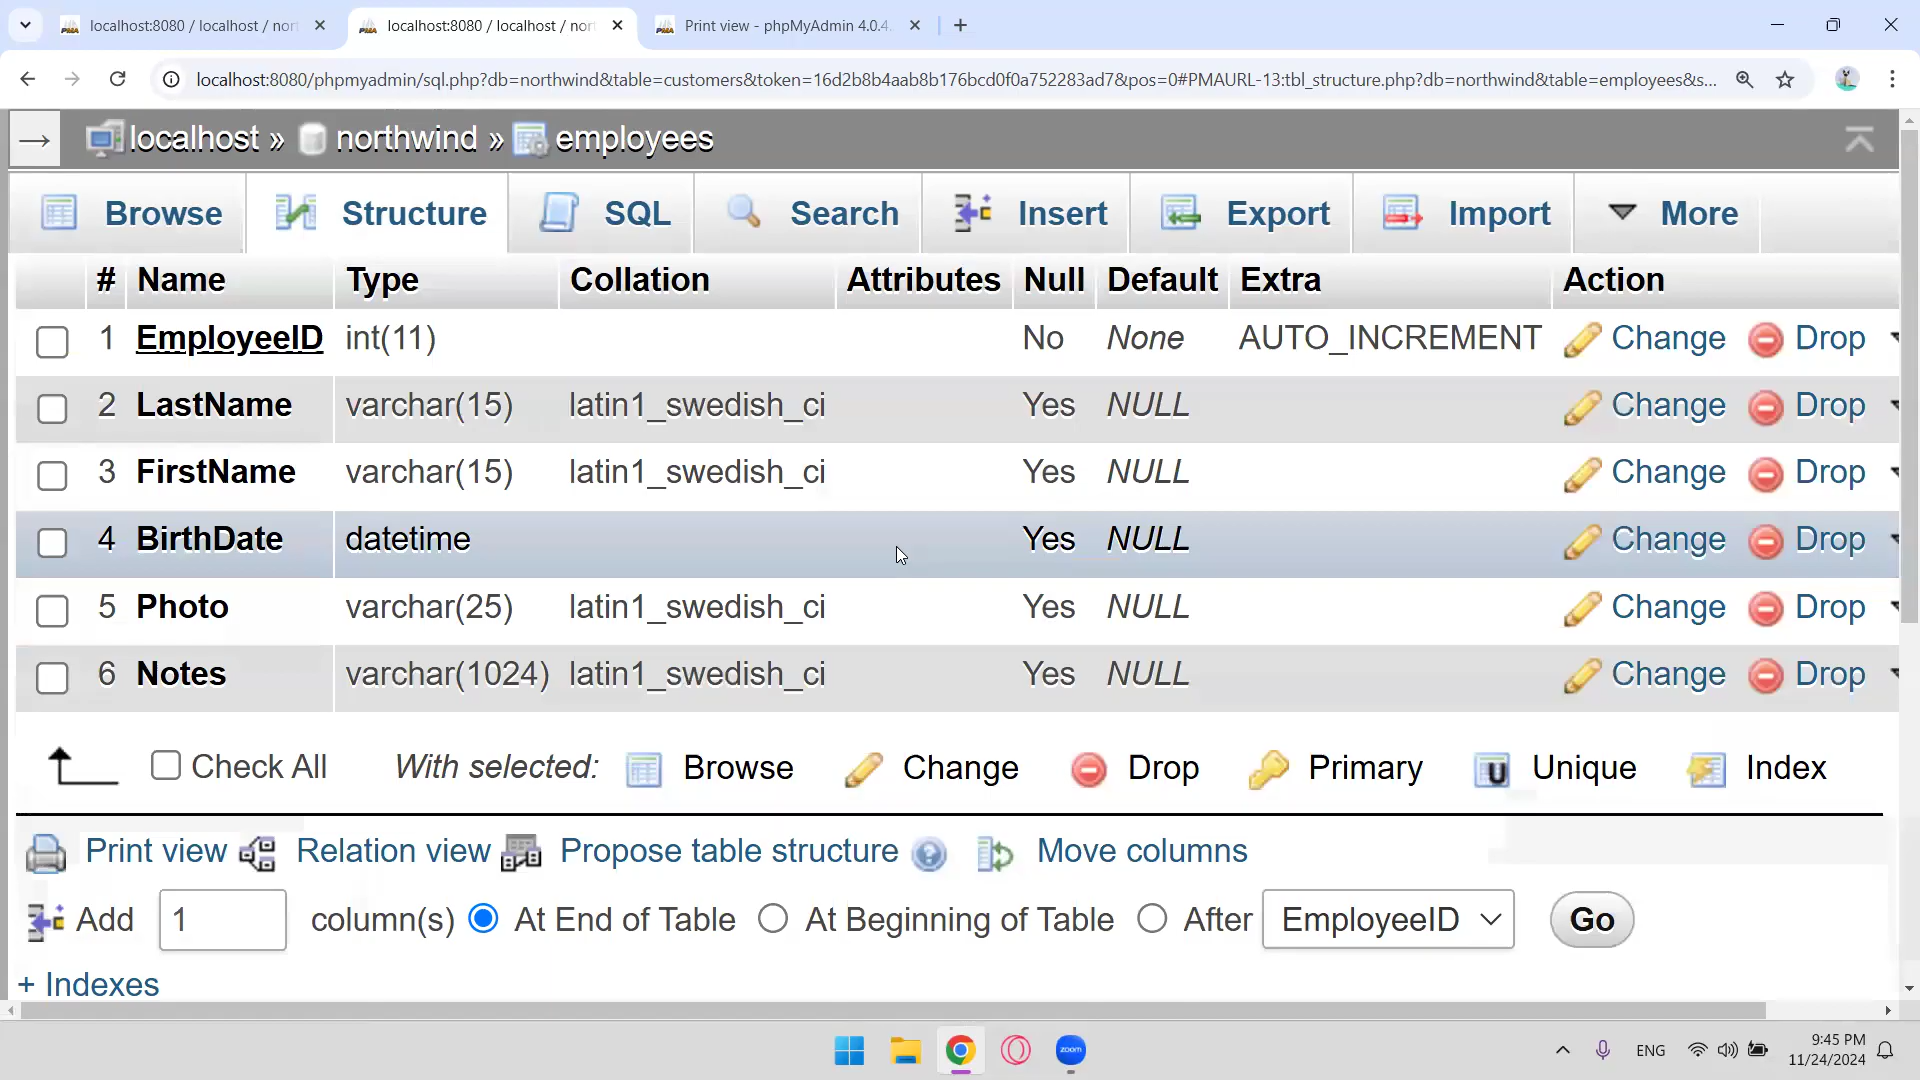 localhost:8080 / localhost / nor
localhost:8080 / localhost / nor
Print view - phpMyAdmin 4.0.4.
localhost:8080/phpmyadmin/sql.php?db=northwind&table=customers&token=16d2b8b4aab8b176bcd0f0a752283ad7&pos=0#PMAURL-13:tbl_structure.php?db=northwind&table=employees&s...
localhost » northwind » employees
Browse Structure SQL Search Insert Export Import More
# Name Type Collation Attributes Null Default Extra Action
1 EmployeeID int(11) No None AUTO_INCREMENT Change Drop
2 LastName varchar(15) latin1_swedish_ci Yes NULL Change Drop
3 FirstName varchar(15) latin1_swedish_ci Yes NULL Change Drop
4 BirthDate datetime Yes NULL Change Drop
5 Photo varchar(25) latin1_swedish_ci Yes NULL Change Drop
6 Notes varchar(1024) latin1_swedish_ci Yes NULL Change Drop
Check All With selected: Browse Change Drop Primary Unique Index
Print view Relation view Propose table structure Move columns
Add 1 column(s) At End of Table At Beginning of Table After EmployeeID Go
+ Indexes
zoom
ENG
9:45 PM
11/24/2024